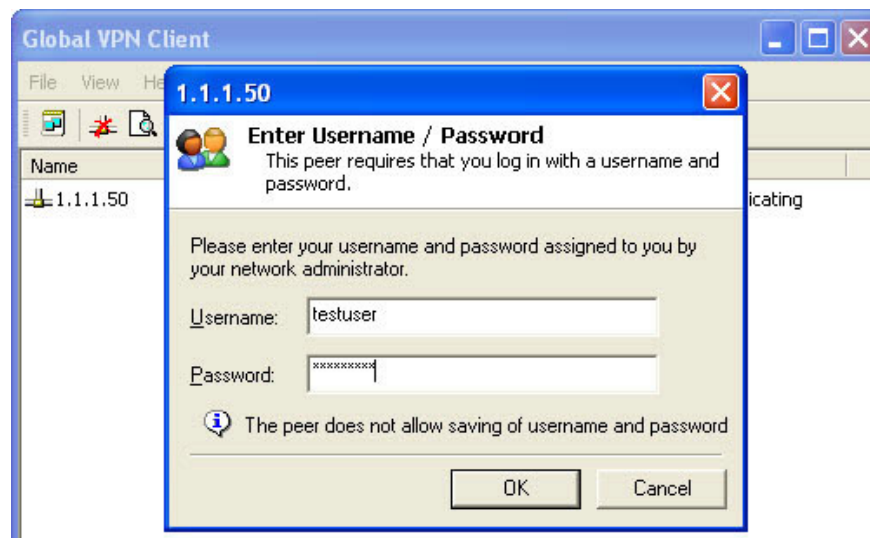 Global VPN Client
File View He
1.1.1.50
Enter Username / Password
This peer requires that you log in with a username and
password.
Name
1.1.1.50
icating
Please enter your username and password assigned to you by
your network administrator.
Username: testuser
Password: xxxxxxxxx
The peer does not allow saving of username and password
OK Cancel